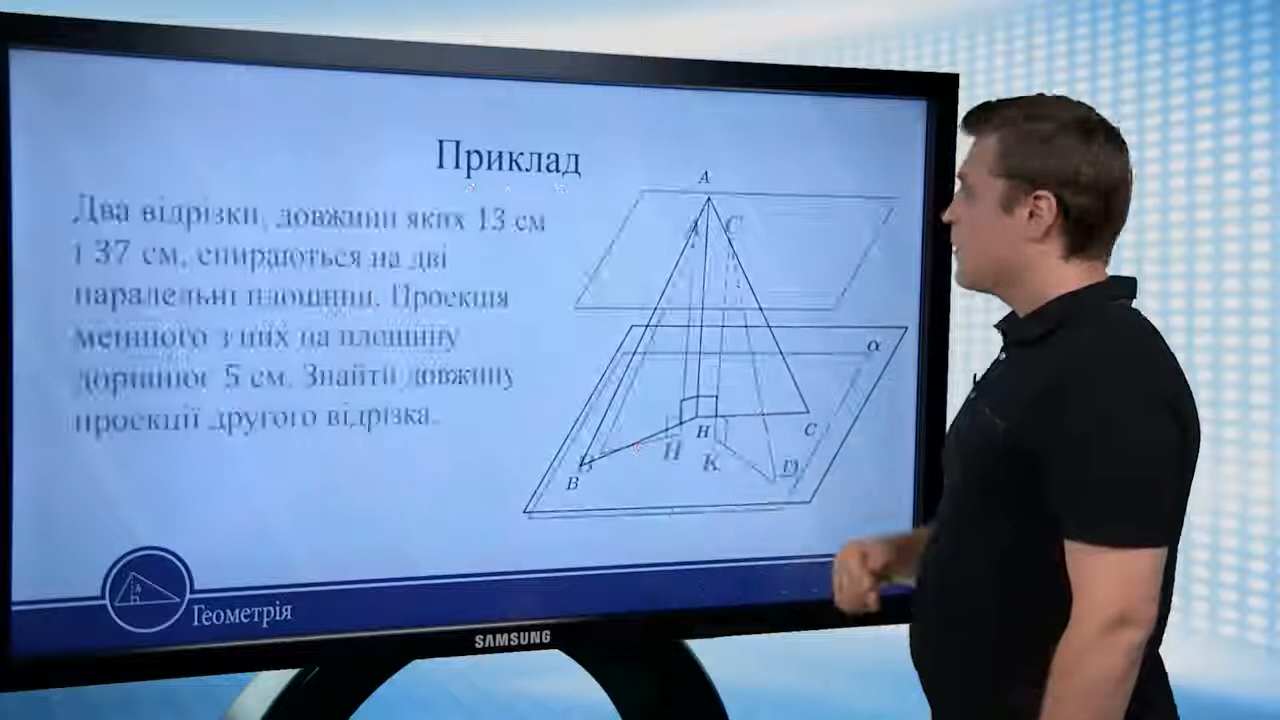 Приклад
Два відрізки, довжини яких 13 см
і 37 см, спираються на дві
паралельні площини. Проекція
меншого з них на площину
дорівнює 5 см. Знайти довжину
проекції другого відрізка.
A
A C
α
H
C
H K D
B
Геометрія
SAMSUNG